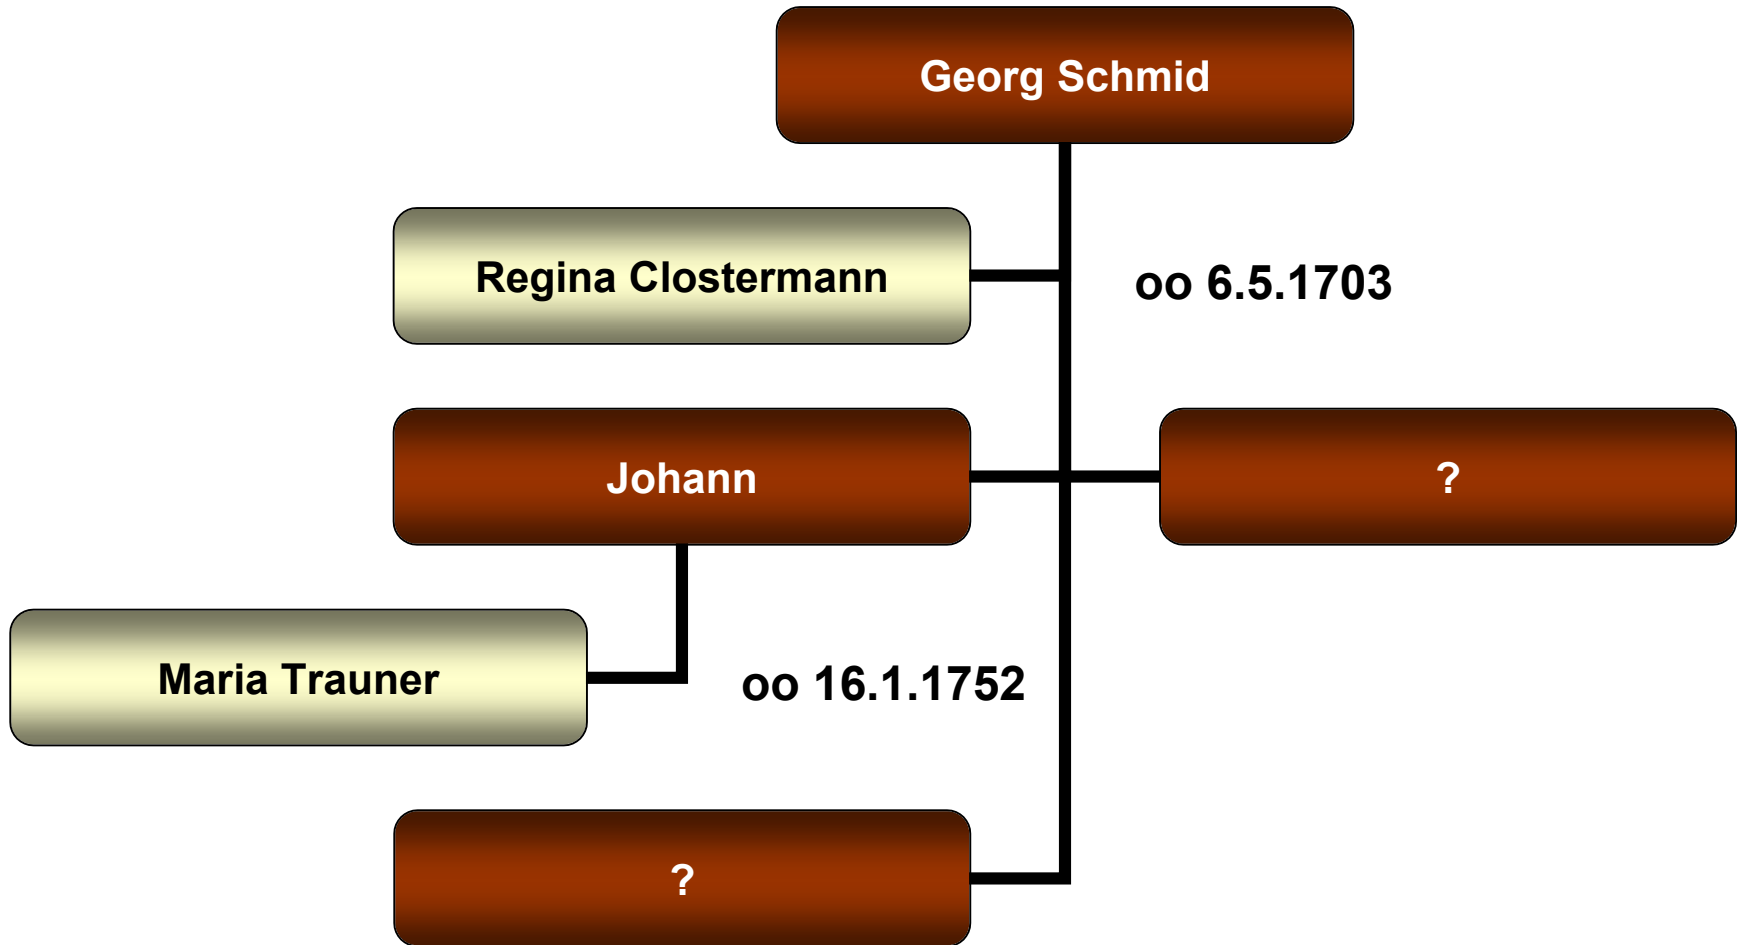 Georg Schmid
Regina Clostermann
oo 6.5.1703
Johann
?
Maria Trauner
oo 16.1.1752
?